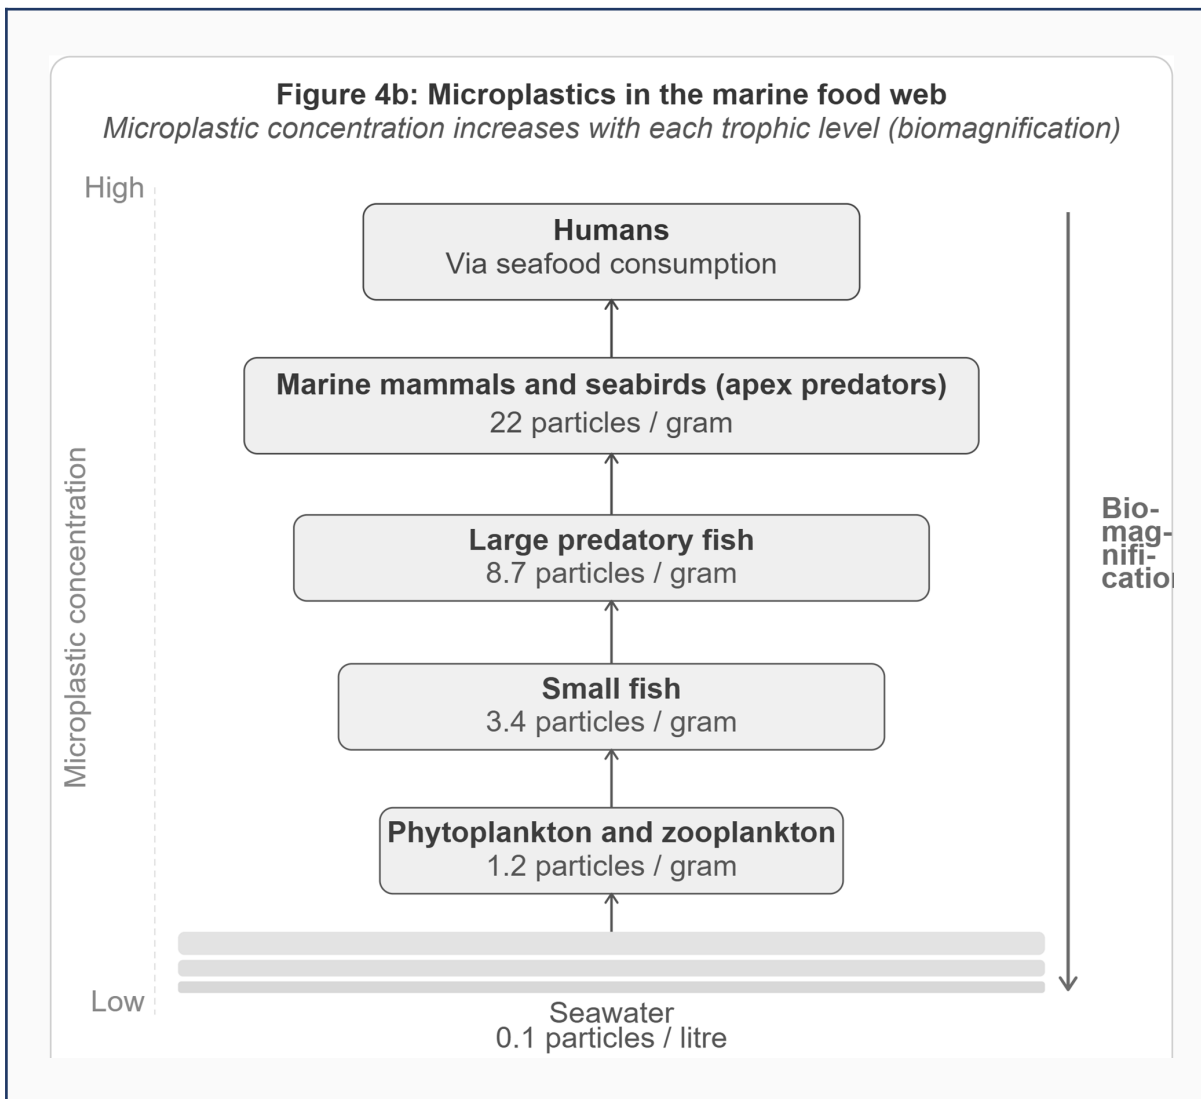 Figure 4b: Microplastics in the marine food web
Microplastic concentration increases with each trophic level (biomagnification)
High
Humans
Via seafood consumption
Marine mammals and seabirds (apex predators)
22 particles / gram
Microplastic concentration
Large predatory fish
8.7 particles / gram
Bio-
mag-
nifi-
cation
Small fish
3.4 particles / gram
Phytoplankton and zooplankton
1.2 particles / gram
Low
Seawater
0.1 particles / litre